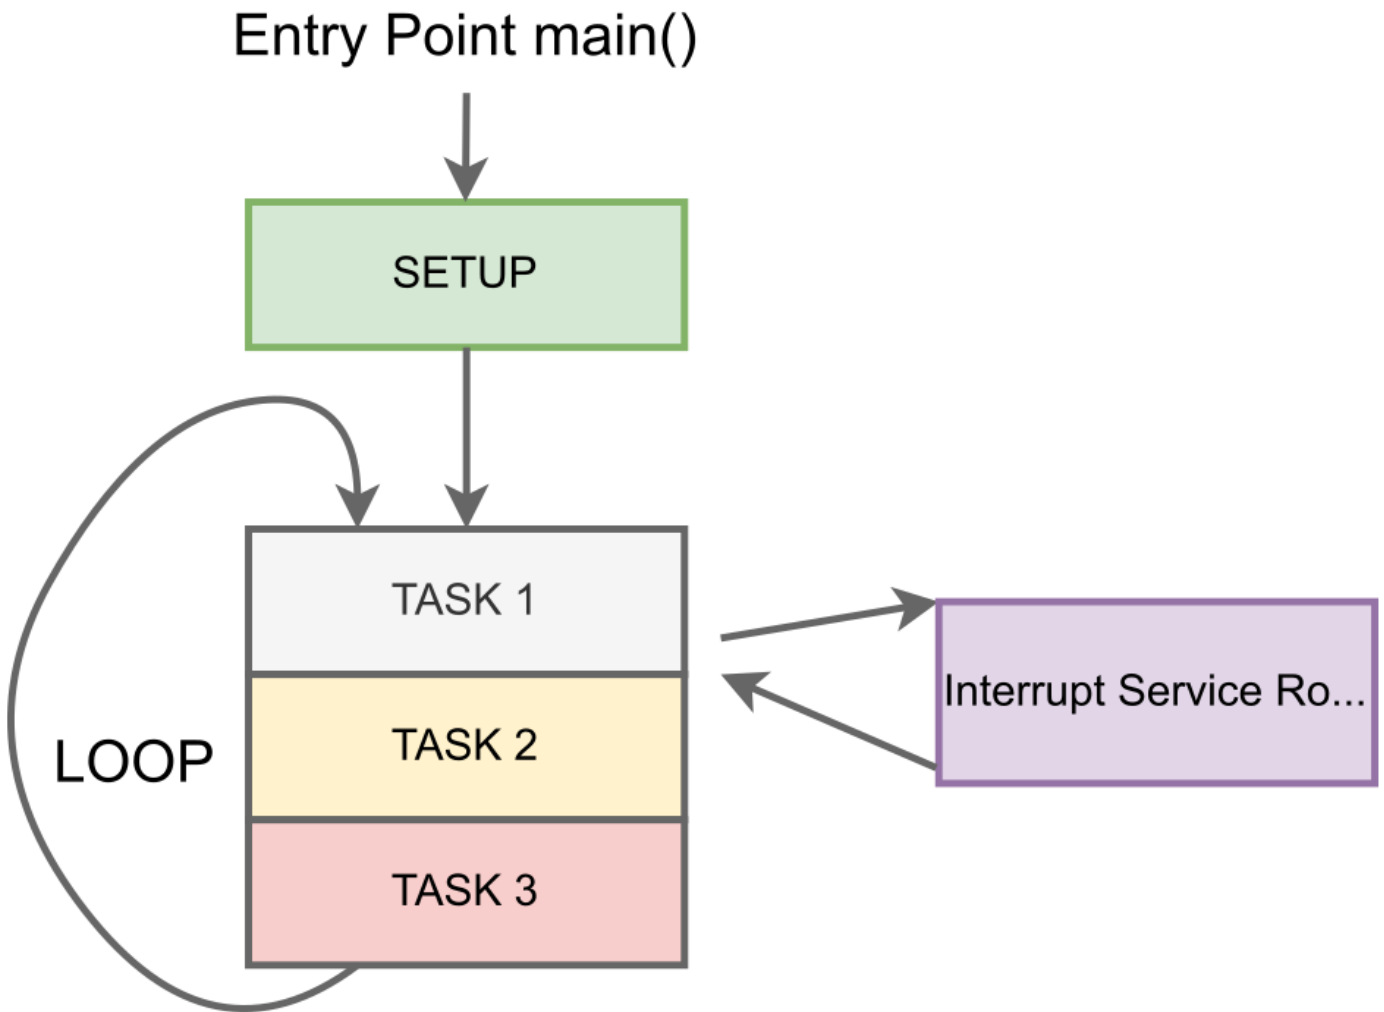 Entry Point main()
SETUP
TASK 1
TASK 2
TASK 3
LOOP
Interrupt Service Ro...